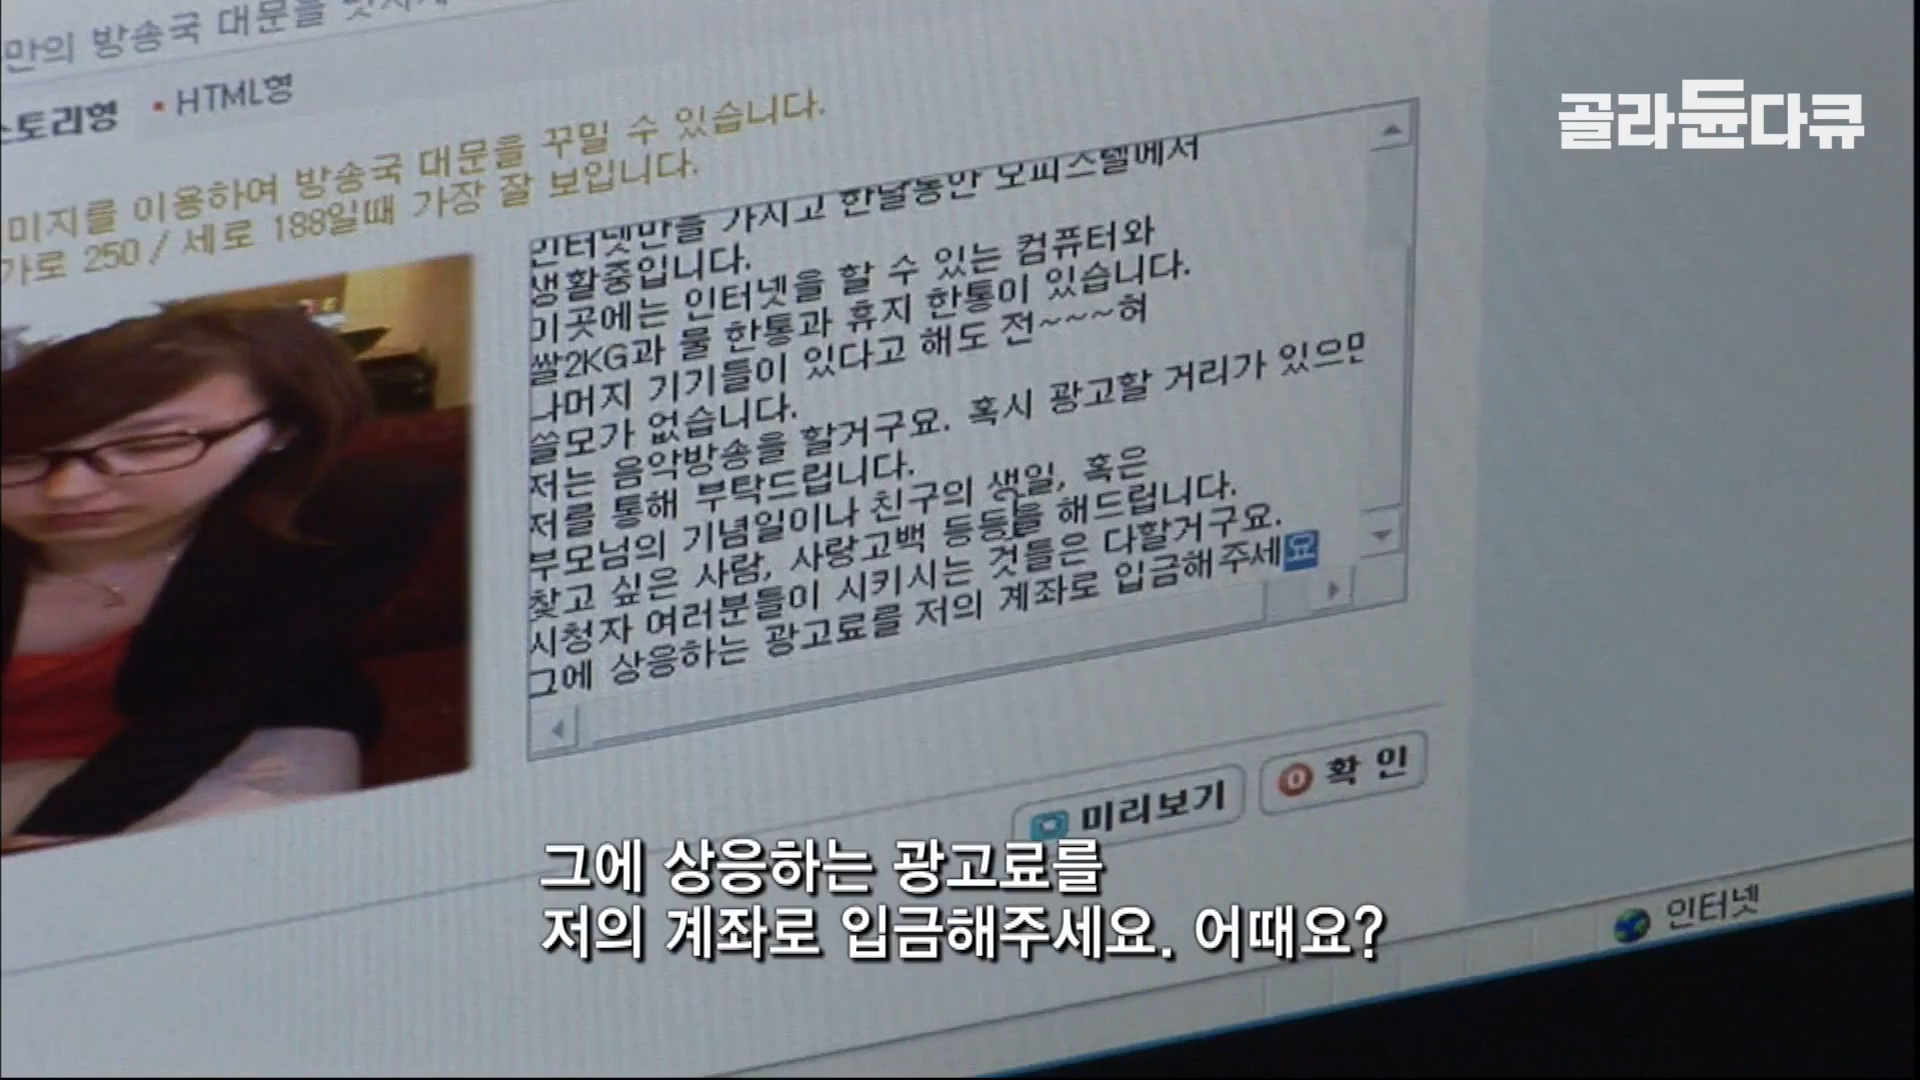 만의 방송국 대문을
스토리형 • HTML형
미지를 이용하여 방송국 대문을 꾸밀 수 있습니다.
가로 250 / 세로 188일때 가장 잘 보입니다.
골라둔다큐
인터넷만을 가지고 한달동안 오피스텔에서
생활중입니다.
이곳에는 인터넷을 할 수 있는 컴퓨터와
쌀2KG과 물 한통과 휴지 한통이 있습니다.
나머지 기기들이 있다고 해도 전~~~혀
쓸모가 없습니다.
저는 음악방송을 할거구요. 혹시 광고할 거리가 있으면
저를 통해 부탁드립니다.
부모님의 기념일이나 친구의 생일, 혹은
찾고 싶은 사람, 사랑고백 등등을 해드립니다.
시청자 여러분들이 시키시는 것들은 다할거구요.
그에 상응하는 광고료를 저의 계좌로 입금해주세요
미리보기 확 인
그에 상응하는 광고료를
저의 계좌로 입금해주세요. 어때요?
인터넷